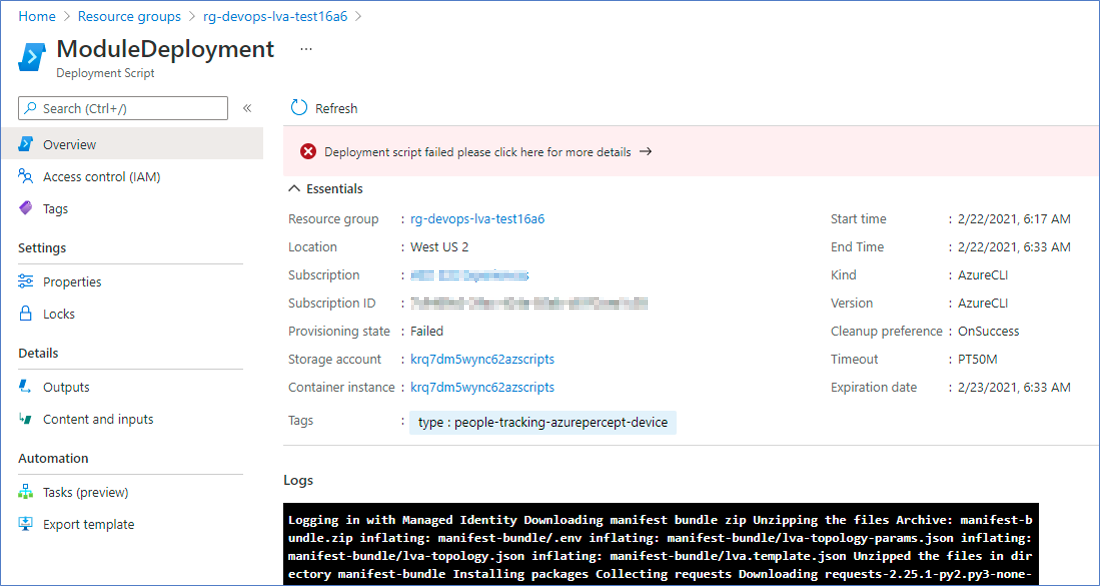 Home > Resource groups > rg-devops-lva-test16a6 >
ModuleDeployment ...
Deployment Script
Search (Ctrl+/) «
Overview
Access control (IAM)
Tags
Settings
Properties
Locks
Details
Outputs
Content and inputs
Automation
Tasks (preview)
Export template
Refresh
Deployment script failed please click here for more details →
Essentials
Resource group : rg-devops-lva-test16a6
Location : West US 2
Subscription :
Subscription ID :
Provisioning state : Failed
Storage account : krq7dm5wync62azscripts
Container instance : krq7dm5wync62azscripts
Tags : type : people-tracking-azurepercept-device
Start time : 2/22/2021, 6:17 AM
End Time : 2/22/2021, 6:33 AM
Kind : AzureCLI
Version : AzureCLI
Cleanup preference : OnSuccess
Timeout : PT50M
Expiration date : 2/23/2021, 6:33 AM
Logs
Logging in with Managed Identity Downloading manifest bundle zip Unzipping the files Archive: manifest-b
undle.zip inflating: manifest-bundle/.env inflating: manifest-bundle/lva-topology-params.json inflating:
manifest-bundle/lva-topology.json inflating: manifest-bundle/lva.template.json Unzipped the files in dir
ectory manifest-bundle Installing packages Collecting requests Downloading requests-2.25.1-py2.py3-none-